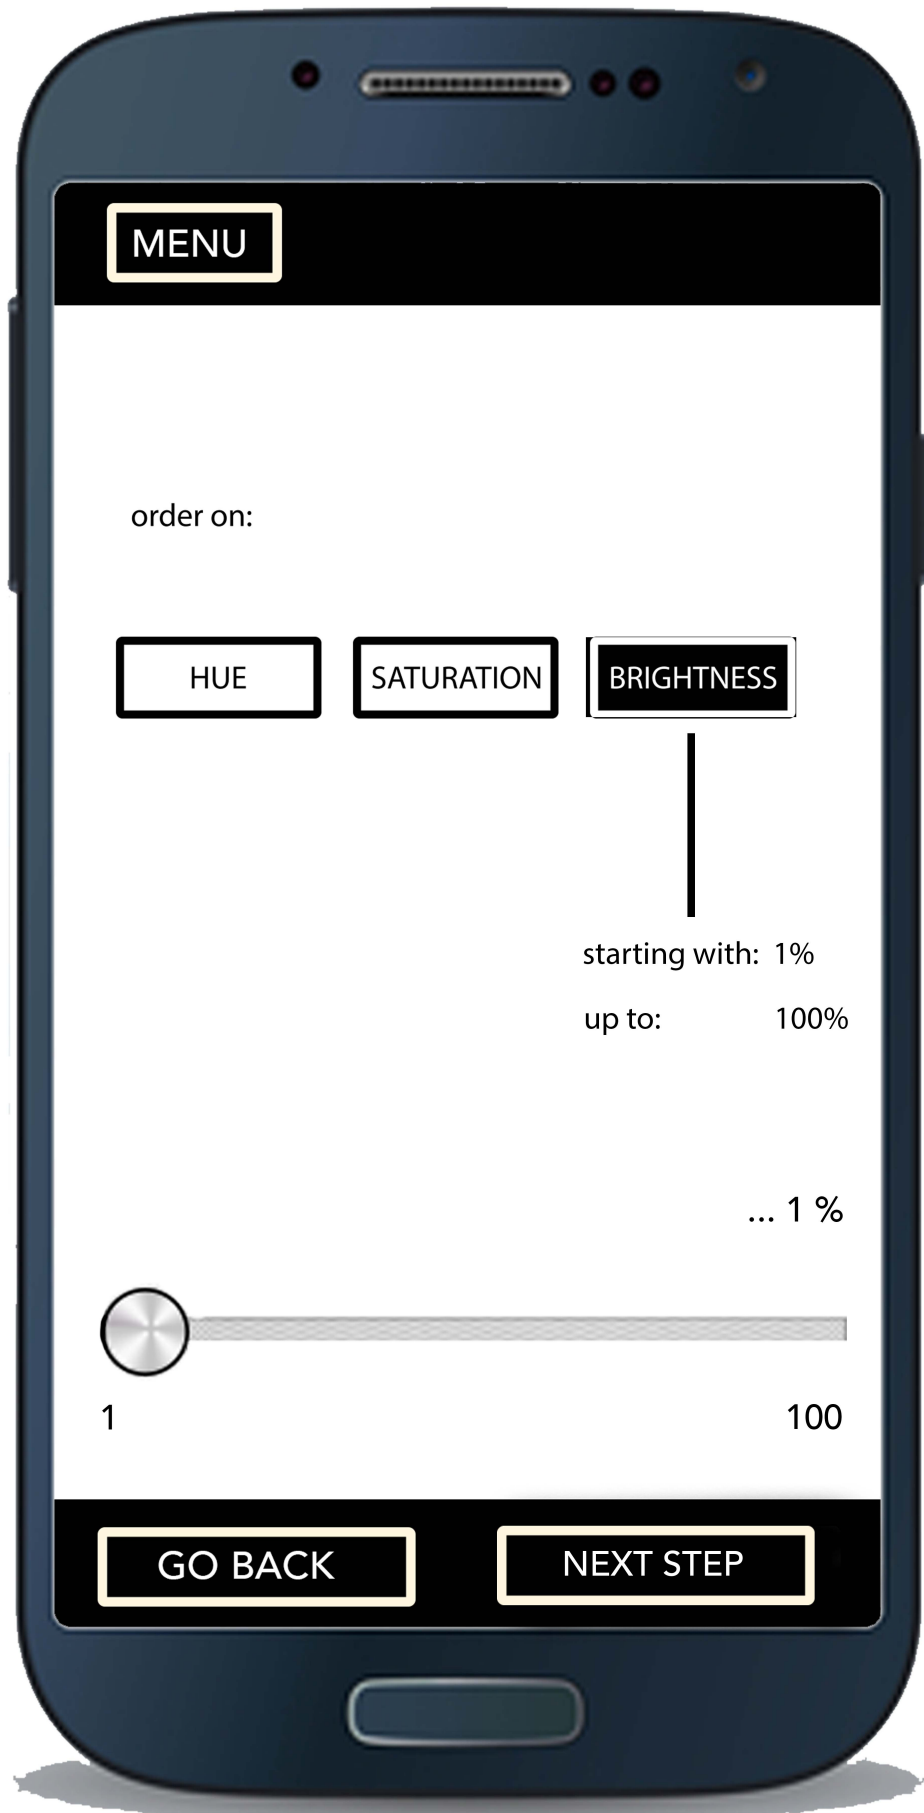 MENU
order on:
HUE SATURATION BRIGHTNESS
starting with: 1%
up to: 100%
... 1 %
1 100
GO BACK NEXT STEP